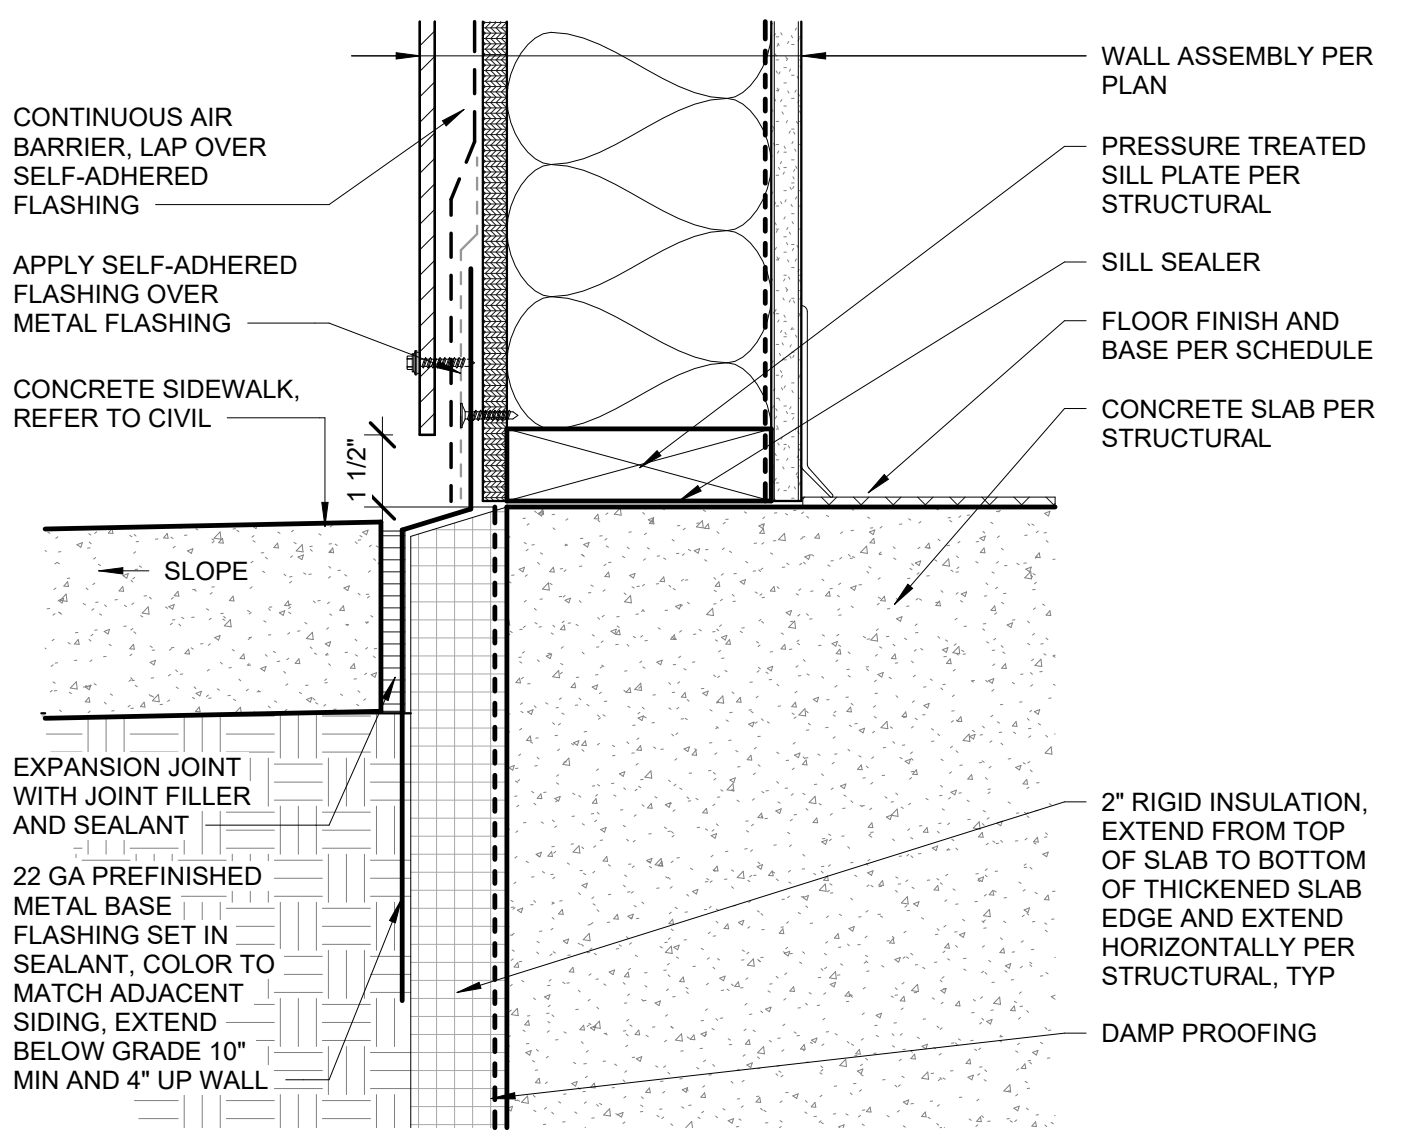 CONTINUOUS AIR
BARRIER, LAP OVER
SELF-ADHERED
FLASHING
APPLY SELF-ADHERED
FLASHING OVER
METAL FLASHING
CONCRETE SIDEWALK,
REFER TO CIVIL
1 1/2"
SLOPE
EXPANSION JOINT
WITH JOINT FILLER
AND SEALANT
22 GA PREFINISHED
METAL BASE
FLASHING SET IN
SEALANT, COLOR TO
MATCH ADJACENT
SIDING, EXTEND
BELOW GRADE 10"
MIN AND 4" UP WALL
WALL ASSEMBLY PER
PLAN
PRESSURE TREATED
SILL PLATE PER
STRUCTURAL
SILL SEALER
FLOOR FINISH AND
BASE PER SCHEDULE
CONCRETE SLAB PER
STRUCTURAL
2" RIGID INSULATION,
EXTEND FROM TOP
OF SLAB TO BOTTOM
OF THICKENED SLAB
EDGE AND EXTEND
HORIZONTALLY PER
STRUCTURAL, TYP
DAMP PROOFING